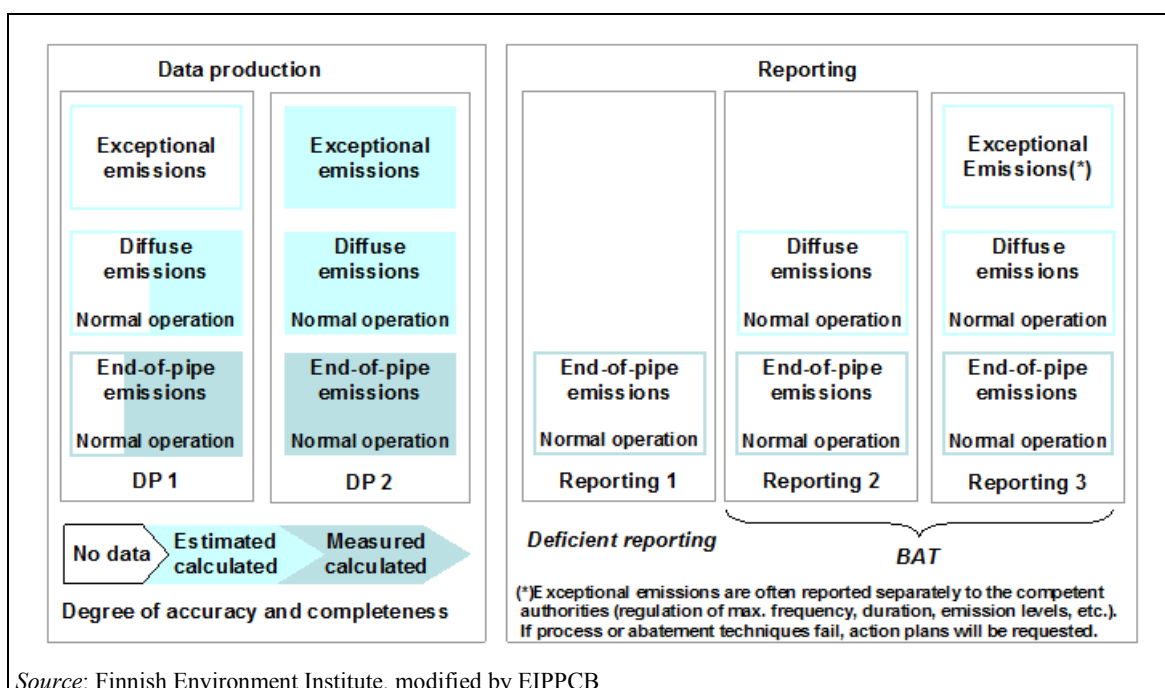 Data production
Exceptional
emissions
Diffuse
emissions
Normal operation
End-of-pipe
emissions
Normal operation
DP 1
Exceptional
emissions
Diffuse
emissions
Normal operation
End-of-pipe
emissions
Normal operation
DP 2
No data
Estimated
calculated
Measured
calculated
Degree of accuracy and completeness
Reporting
End-of-pipe
emissions
Normal operation
Reporting 1
Diffuse
emissions
Normal operation
End-of-pipe
emissions
Normal operation
Reporting 2
Exceptional
Emissions(*)
Diffuse
emissions
Normal operation
End-of-pipe
emissions
Normal operation
Reporting 3
Deficient reporting
BAT
(*)Exceptional emissions are often reported separately to the competent
authorities (regulation of max. frequency, duration, emission levels, etc.).
If process or abatement techniques fail, action plans will be requested.
Source: Finnish Environment Institute, modified by EIPPCB